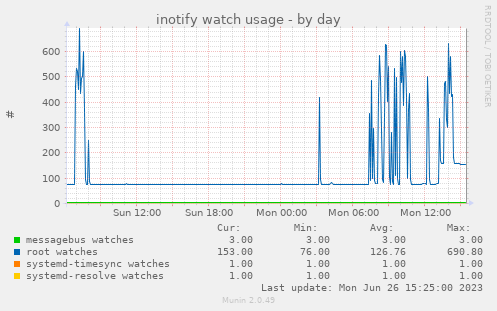 inotify watch usage - by day
RRDTOOL / TOBI OETIKER
#
600
500
400
300
200
100
0
Sun 12:00 Sun 18:00 Mon 00:00 Mon 06:00 Mon 12:00
Cur: Min: Avg: Max:
messagebus watches 3.00 3.00 3.00 3.00
root watches 153.00 76.00 126.76 690.80
systemd-timesync watches 1.00 1.00 1.00 1.00
systemd-resolve watches 1.00 1.00 1.00 1.00
Last update: Mon Jun 26 15:25:00 2023
Munin 2.0.49